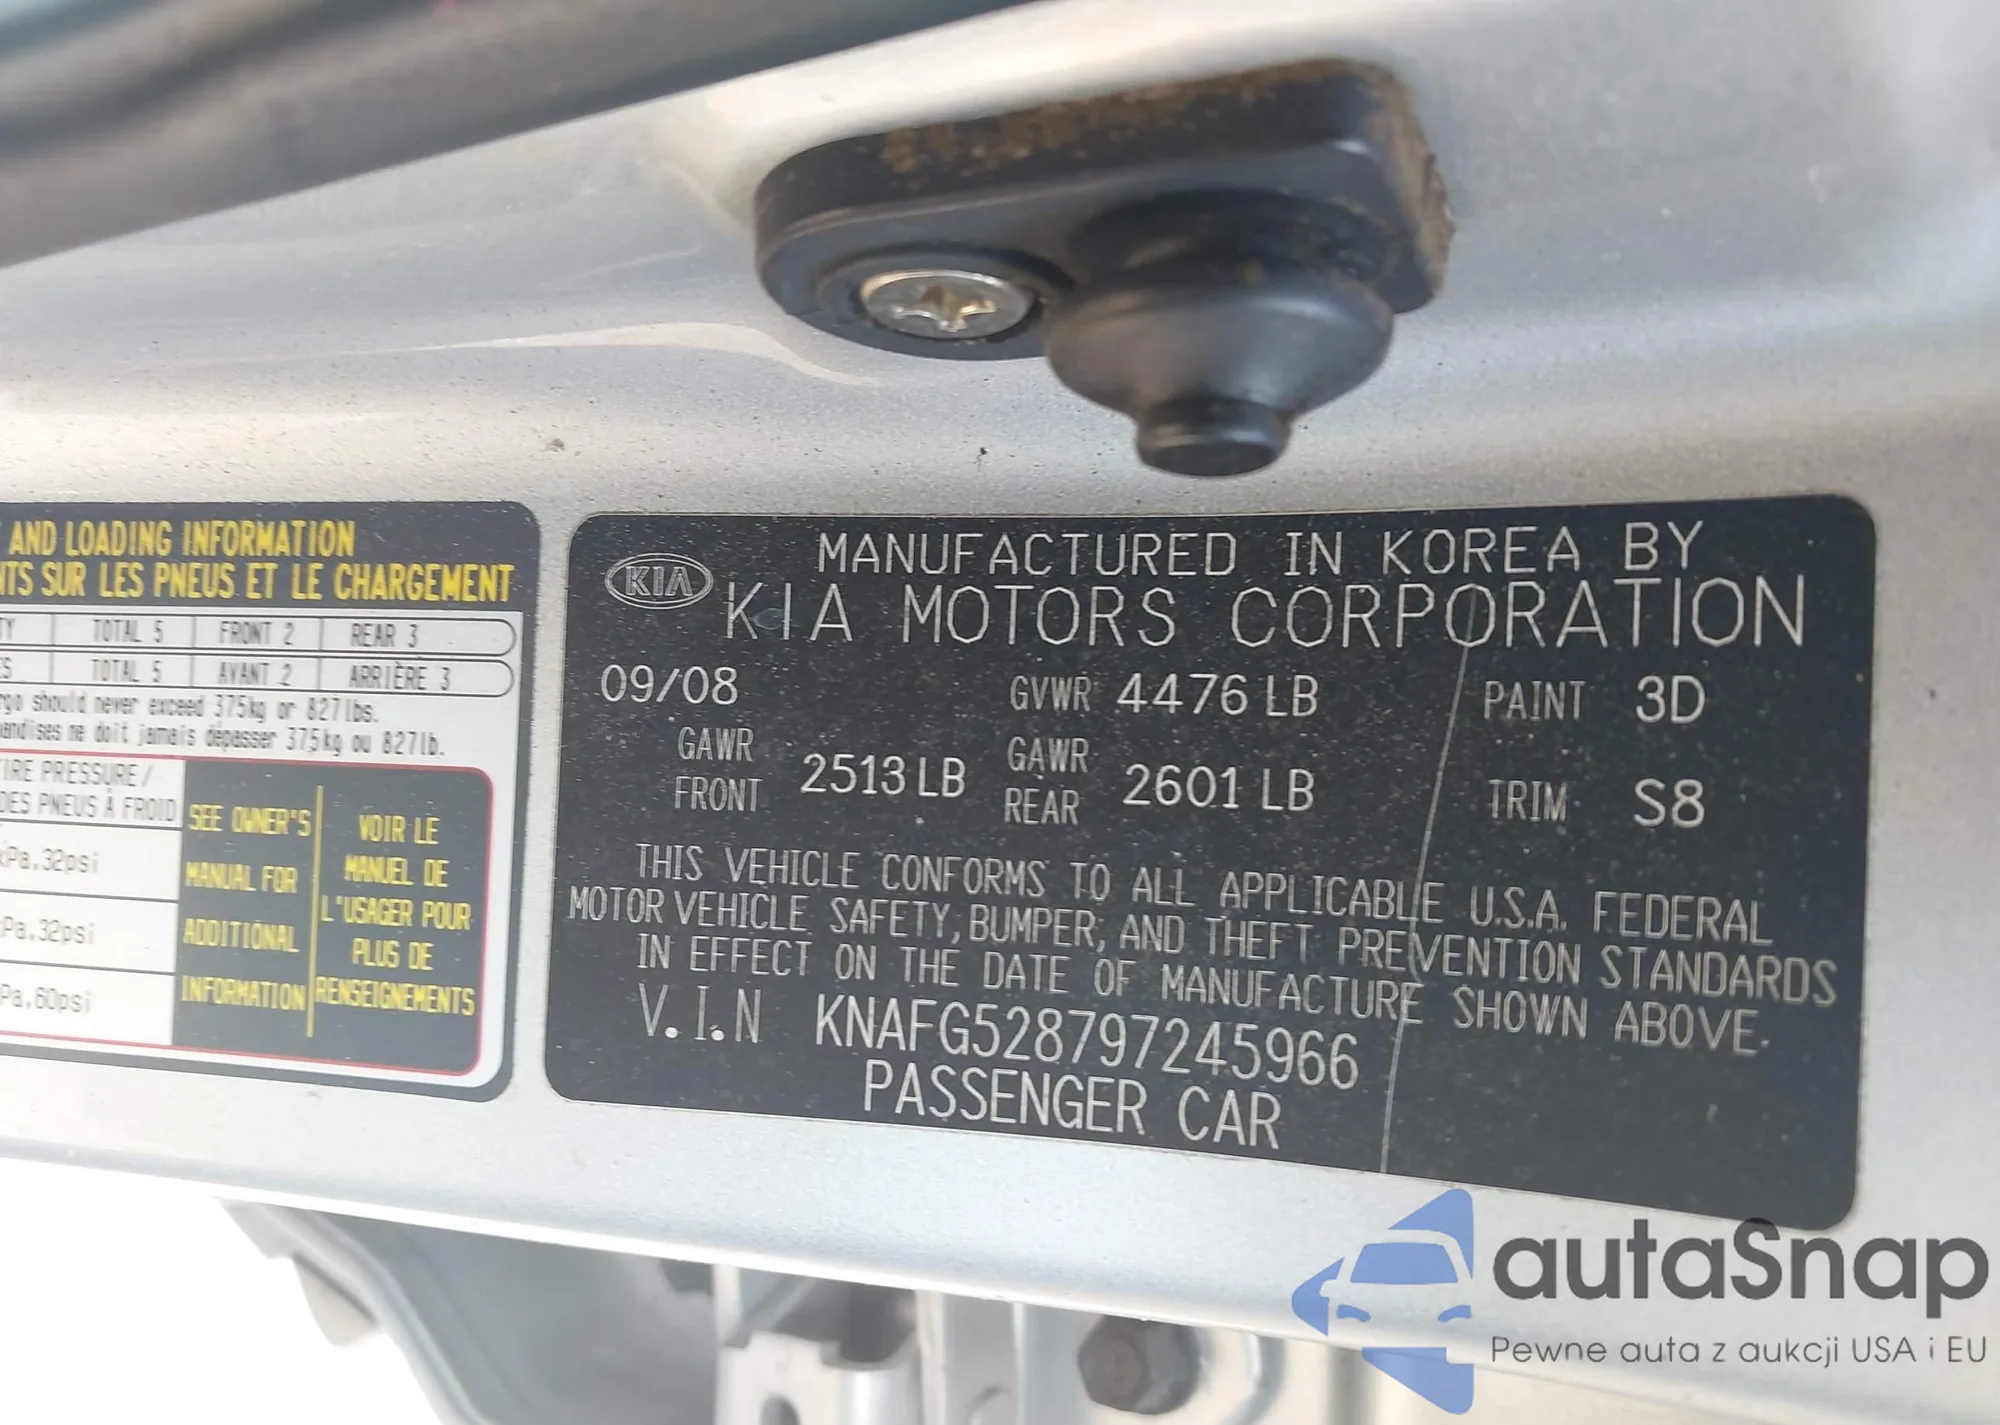 AND LOADING INFORMATION
NTS SUR LES PNEUS ET LE CHARGEMENT
TY TOTAL 5 FRONT 2 REAR 3
ES TOTAL 5 AVANT 2 ARRIÈRE 3
rgo should never exceed 375kg or 827lbs.
andises ne doit jamais dépasser 375kg ou 827lb.
TIRE PRESSURE/
DES PNEUS À FROID
kPa,32psi
kPa,32psi
kPa,60psi
SEE OWNER'S
MANUAL FOR
ADDITIONAL
INFORMATION
VOIR LE
MANUEL DE
L'USAGER POUR
PLUS DE
RENSEIGNEMENTS
KIA
MANUFACTURED IN KOREA BY
KIA MOTORS CORPORATION
09/08 GVWR 4476 LB PAINT 3D
GAWR FRONT 2513 LB GAWR REAR 2601 LB TRIM S8
THIS VEHICLE CONFORMS TO ALL APPLICABLE U.S.A. FEDERAL
MOTOR VEHICLE SAFETY, BUMPER, AND THEFT PREVENTION STANDARDS
IN EFFECT ON THE DATE OF MANUFACTURE SHOWN ABOVE.
V.I.N KNAFG528797245966
PASSENGER CAR
autaSnap
Pewne auta z aukcji USA i EU